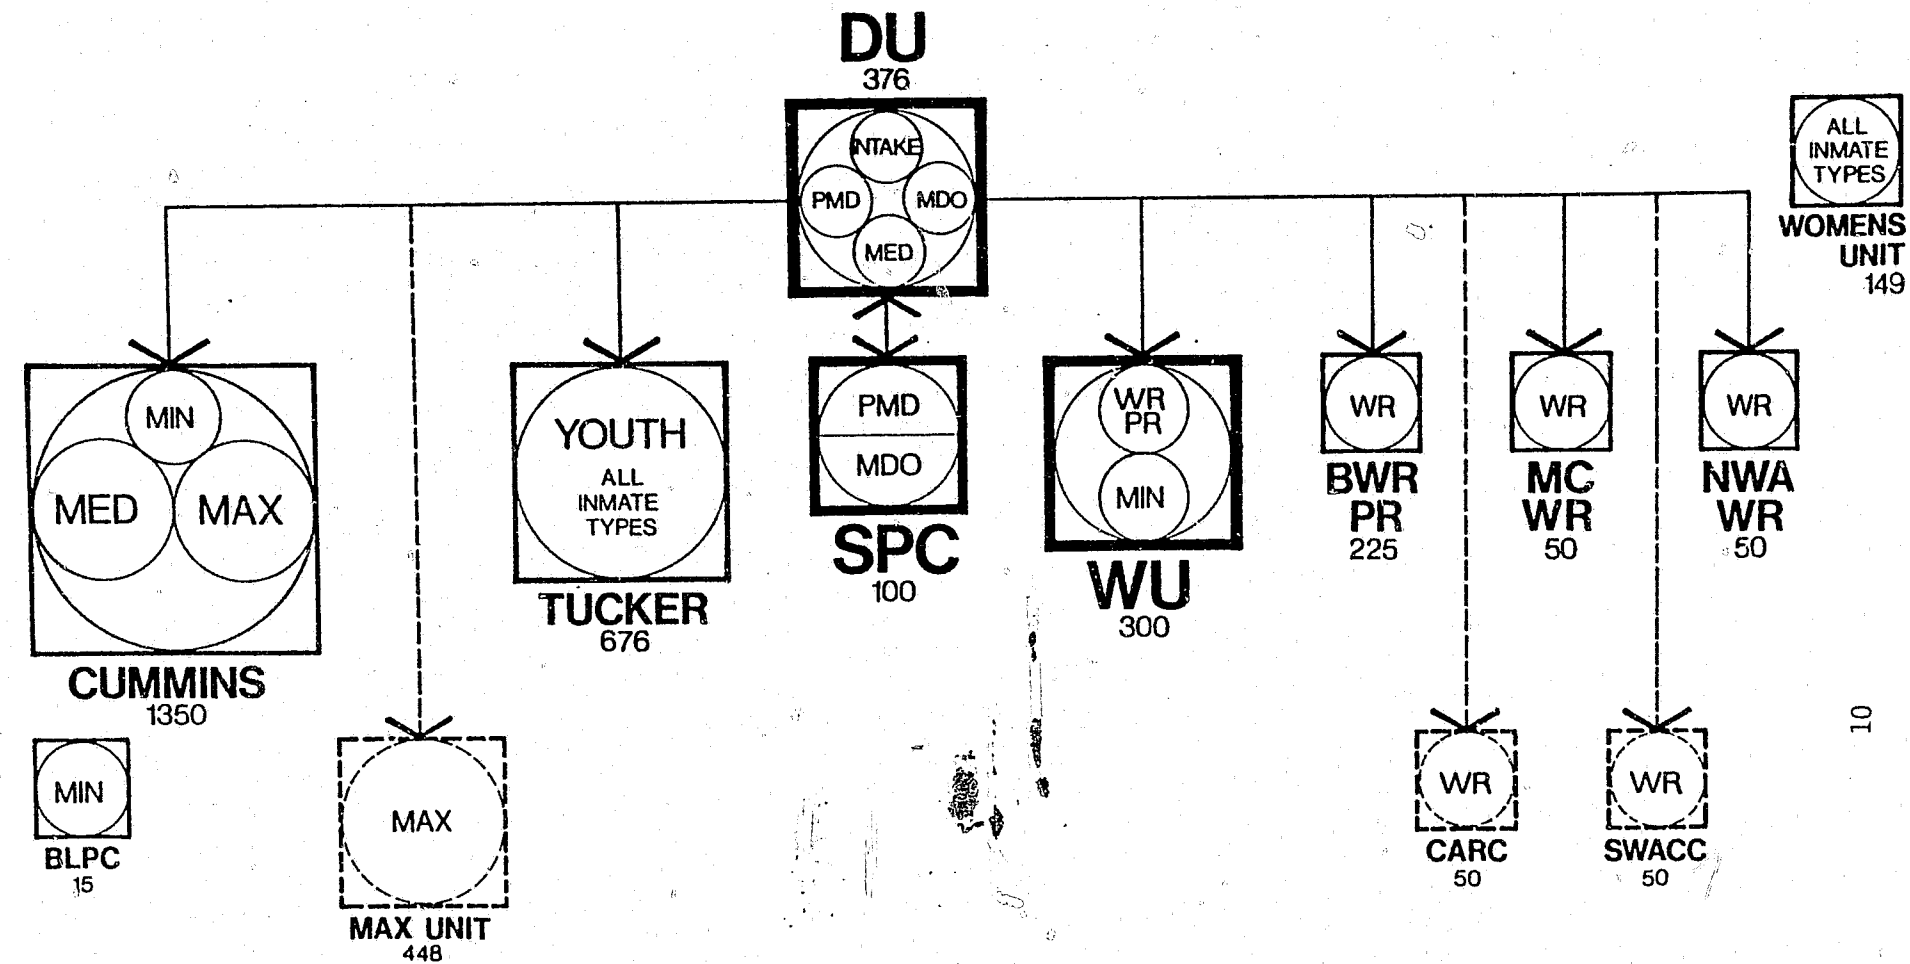 DU
376
INTAKE
PMD
MDO
MED
ALL
INMATE
TYPES
WOMENS
UNIT
149
MIN
MED
MAX
CUMMINS
1350
YOUTH
ALL
INMATE
TYPES
TUCKER
676
PMD
MDO
SPC
100
WR
PR
MIN
WU
300
WR
BWR
PR
225
WR
MC
WR
50
WR
NWA
WR
50
MIN
BLPC
15
MAX
MAX UNIT
448
WR
CARC
50
WR
SWACC
50
10